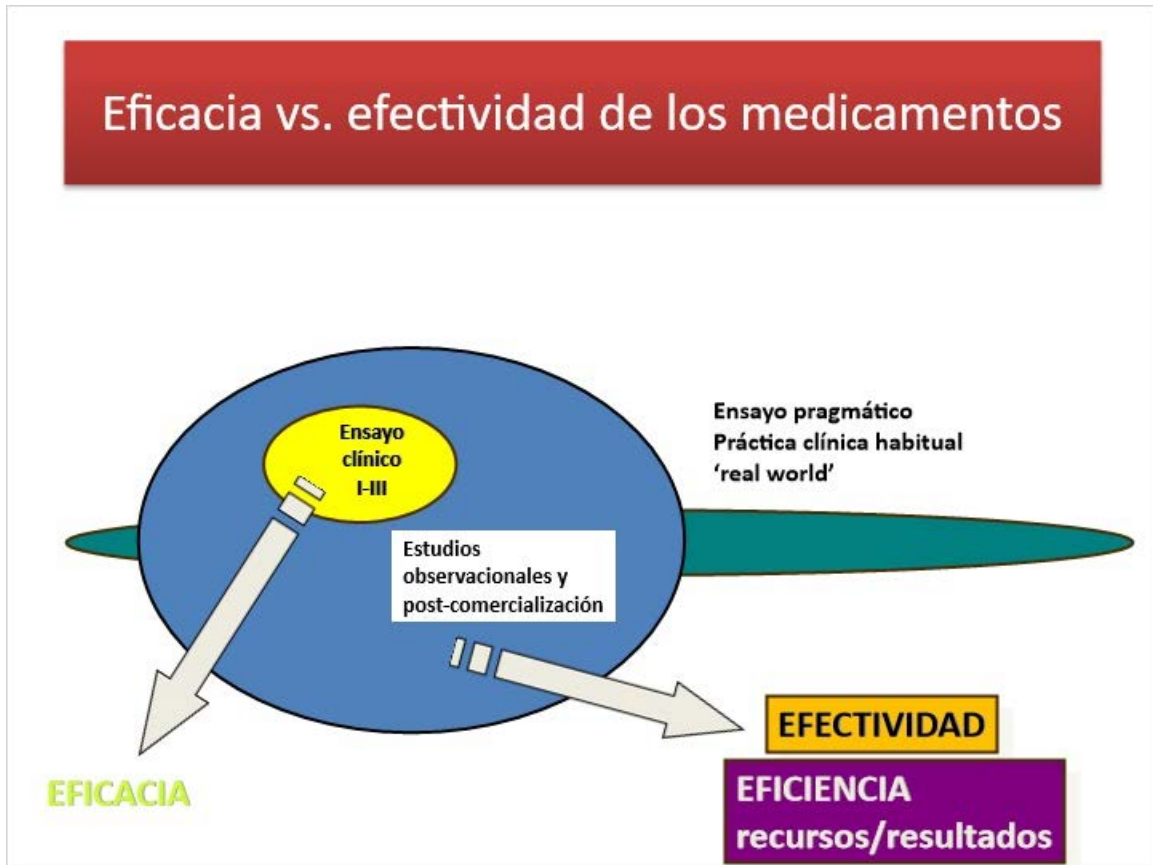 Eficacia vs. efectividad de los medicamentos
Ensayo
clínico
I-III
Ensayo pragmático
Práctica clínica habitual
‘real world’
Estudios
observacionales y
post-comercialización
EFICACIA
EFECTIVIDAD
EFICIENCIA
recursos/resultados